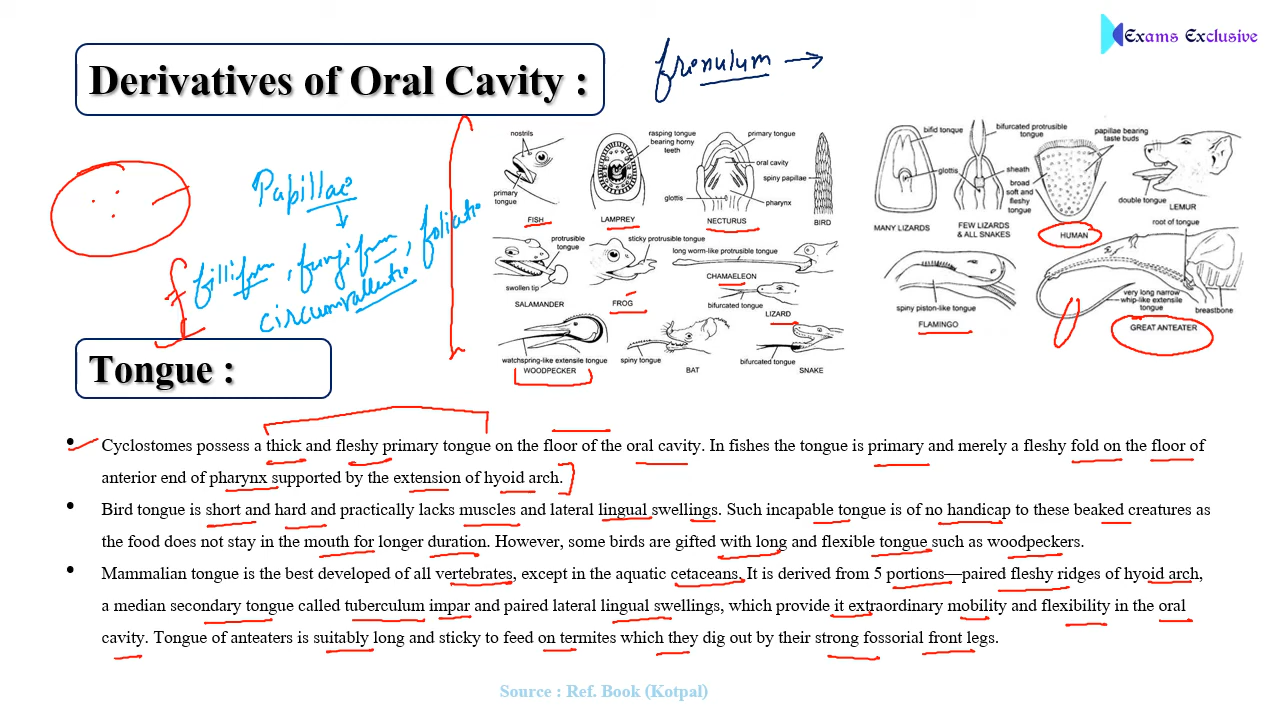 Exams Exclusive
Derivatives of Oral Cavity :
frenulum →
Papillae
↓
filliform, fungiform, foliatio
circumvallentio
nostrils
primary tongue
FISH
rasping tongue bearing horny teeth
LAMPREY
primary tongue
oral cavity
spiny papillae
glottis
pharynx
NECTURUS
BIRD
bifid tongue
glottis
MANY LIZARDS
bifurcated protrusible tongue
sheath
broad soft and fleshy tongue
FEW LIZARDS & ALL SNAKES
papillae bearing taste buds
HUMAN
double tongue
LEMUR
protrusible tongue
swollen tip
SALAMANDER
sticky protrusible tongue
FROG
long worm-like protrusible tongue
CHAMAELEON
bifurcated tongue
LIZARD
spiny piston-like tongue
FLAMINGO
root of tongue
very long narrow whip-like extensile tongue
breastbone
GREAT ANTEATER
watchspring-like extensile tongue
WOODPECKER
spiny tongue
BAT
bifurcated tongue
SNAKE
Tongue :
• Cyclostomes possess a thick and fleshy primary tongue on the floor of the oral cavity. In fishes the tongue is primary and merely a fleshy fold on the floor of
anterior end of pharynx supported by the extension of hyoid arch.
• Bird tongue is short and hard and practically lacks muscles and lateral lingual swellings. Such incapable tongue is of no handicap to these beaked creatures as
the food does not stay in the mouth for longer duration. However, some birds are gifted with long and flexible tongue such as woodpeckers.
• Mammalian tongue is the best developed of all vertebrates, except in the aquatic cetaceans. It is derived from 5 portions—paired fleshy ridges of hyoid arch,
a median secondary tongue called tuberculum impar and paired lateral lingual swellings, which provide it extraordinary mobility and flexibility in the oral
cavity. Tongue of anteaters is suitably long and sticky to feed on termites which they dig out by their strong fossorial front legs.
Source : Ref. Book (Kotpal)